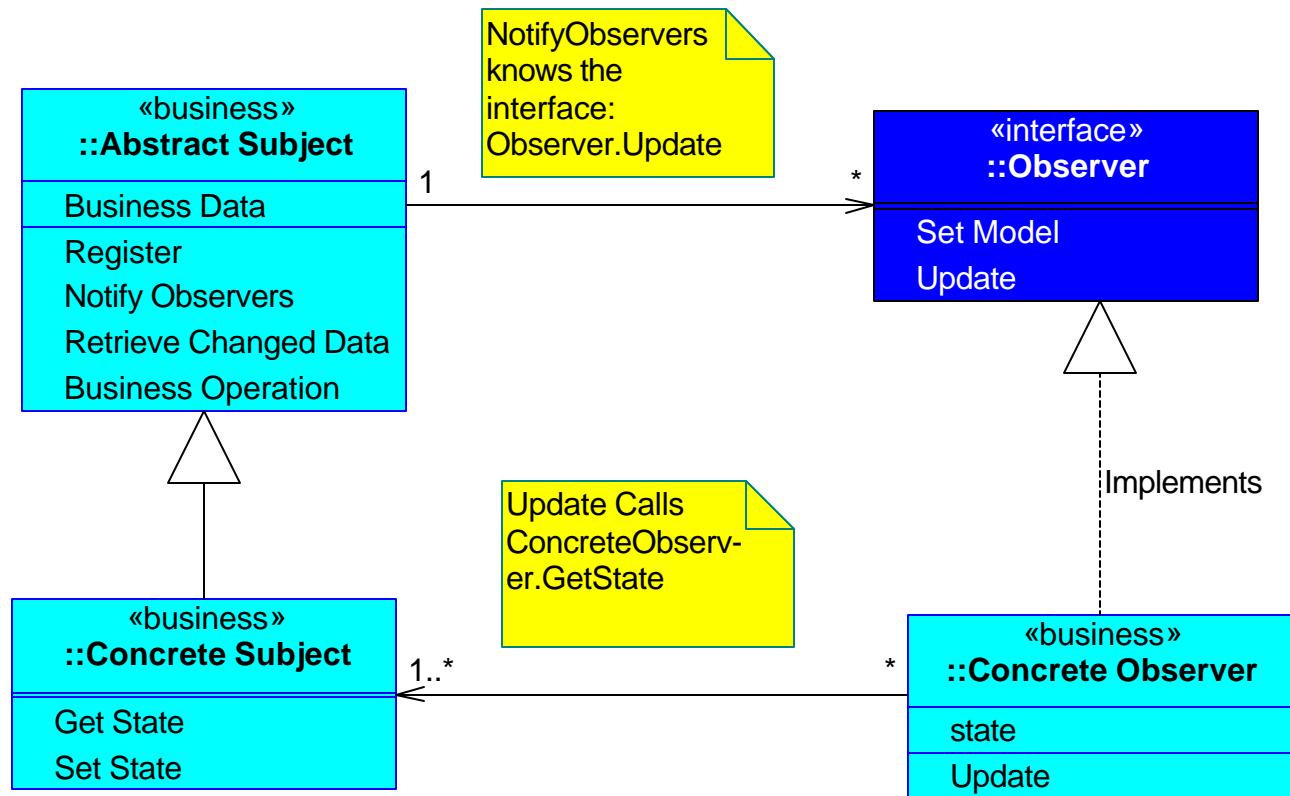 NotifyObservers
knows the
interface:
Observer.Update
«business»
::Abstract Subject
Business Data
Register
Notify Observers
Retrieve Changed Data
Business Operation
1
*
«interface»
::Observer
Set Model
Update
Implements
Update Calls
ConcreteObserv-
er.GetState
«business»
::Concrete Subject
Get State
Set State
1..*
*
«business»
::Concrete Observer
state
Update